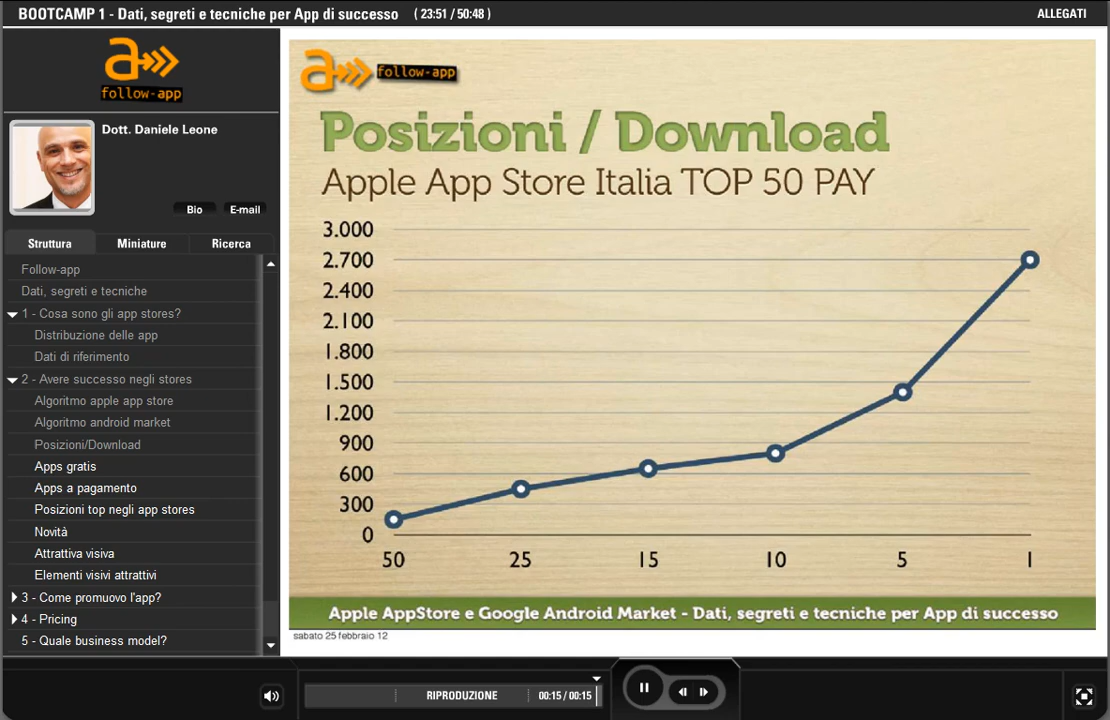 BOOTCAMP 1 - Dati, segreti e tecniche per App di successo ( 23:51 / 50:48 )
ALLEGATI
a
follow-app
Dott. Daniele Leone
Bio
E-mail
Struttura
Miniature
Ricerca
Follow-app
Dati, segreti e tecniche
1 - Cosa sono gli app stores?
Distribuzione delle app
Dati di riferimento
2 - Avere successo negli stores
Algoritmo apple app store
Algoritmo android market
Posizioni/Download
Apps gratis
Apps a pagamento
Posizioni top negli app stores
Novità
Attrattiva visiva
Elementi visivi attrattivi
3 - Come promuovo l'app?
4 - Pricing
5 - Quale business model?
a
follow-app
Posizioni / Download
Apple App Store Italia TOP 50 PAY
3.000
2.700
2.400
2.100
1.800
1.500
1.200
900
600
300
0
50 25 15 10 5 1
Apple AppStore e Google Android Market - Dati, segreti e tecniche per App di successo
sabato 25 febbraio 12
RIPRODUZIONE
00:15 / 00:15